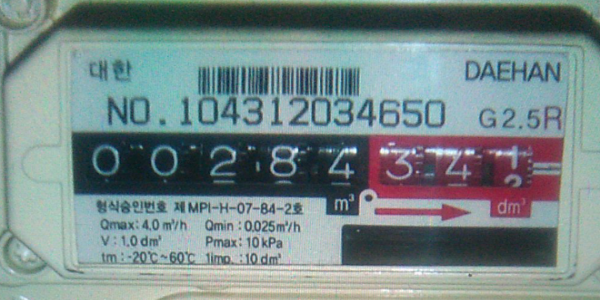 대한 DAEHAN
NO.104312034650 G2.5R
00284 34
m³ dm³
형식승인번호 제 MPI-H-07-84-2호
Qmax: 4.0 m³/h Qmin : 0.025m³/h
V : 1.0 dm³ Pmax: 10 kPa
tm : -20℃~60℃ 1imp. :10 dm³